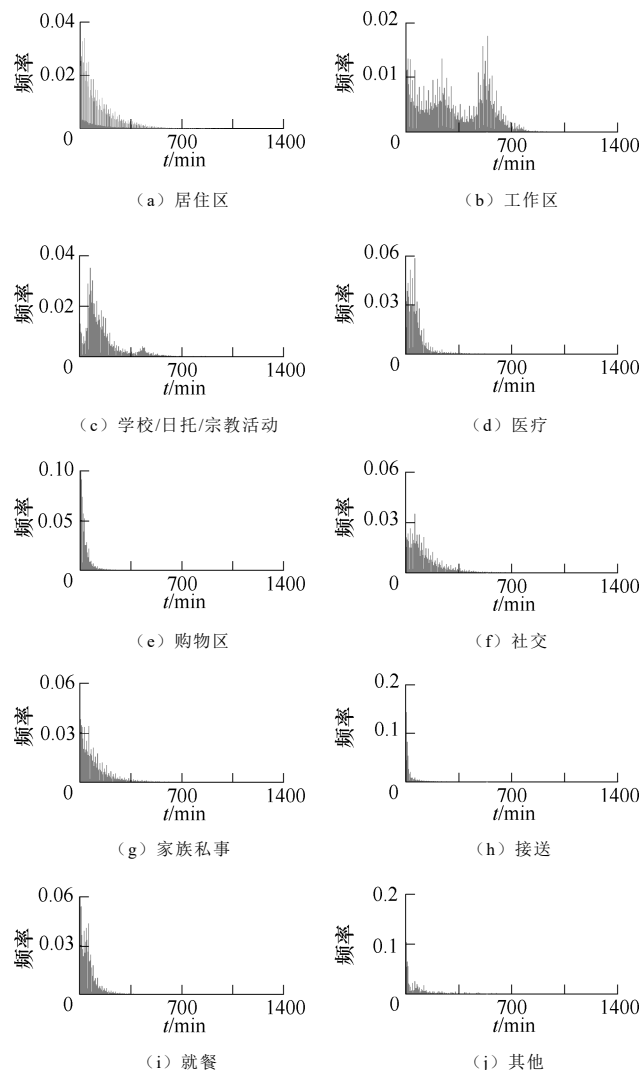 0.04
0.02
频率
0
700
1400
t/min
（a）居住区
0.02
0.01
频率
0
700
1400
t/min
（b）工作区
0.04
0.02
频率
0
700
1400
t/min
（c）学校/日托/宗教活动
0.06
0.03
频率
0
700
1400
t/min
（d）医疗
0.10
0.05
频率
0
700
1400
t/min
（e）购物区
0.06
0.03
频率
0
700
1400
t/min
（f）社交
0.06
0.03
频率
0
700
1400
t/min
（g）家族私事
0.2
0.1
频率
0
700
1400
t/min
（h）接送
0.06
0.03
频率
0
700
1400
t/min
（i）就餐
0.2
0.1
频率
0
700
1400
t/min
（j）其他